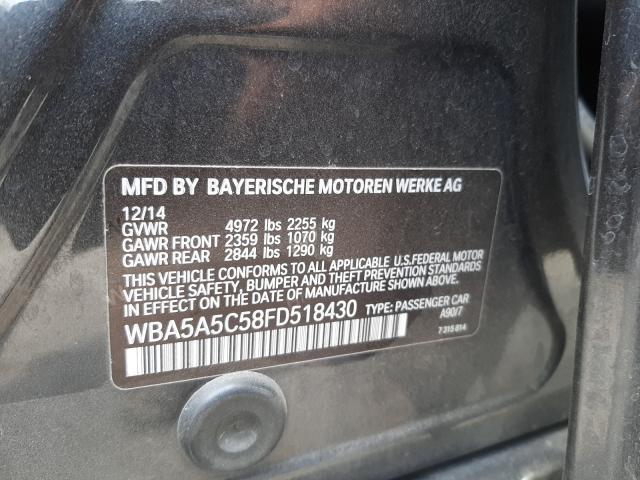 MFD BY BAYERISCHE MOTOREN WERKE AG
12/14
GVWR 4972 lbs 2255 kg
GAWR FRONT 2359 lbs 1070 kg
GAWR REAR 2844 lbs 1290 kg
THIS VEHICLE CONFORMS TO ALL APPLICABLE U.S.FEDERAL MOTOR
VEHICLE SAFETY, BUMPER, AND THEFT PREVENTION STANDARDS
IN EFFECT ON THE DATE OF MANUFACTURE SHOWN ABOVE.
WBA5A5C58FD518430 TYPE: PASSENGER CAR
A90/7
7 315 814